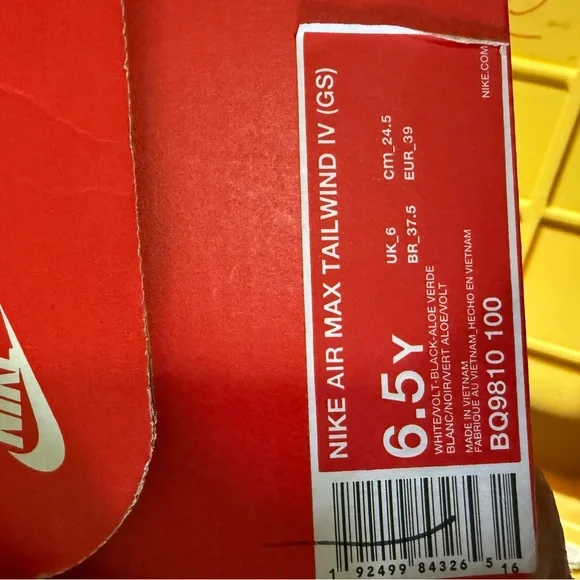 NIKE
NIKE AIR MAX TAILWIND IV (GS)
6.5Y
UK_6
cm_24.5
BR_37.5
EUR_39
WHITE/VOLT-BLACK-ALOE VERDE
BLANC/NOIR/VERT ALOE/VOLT
MADE IN VIETNAM
FABRIQUE AU VIETNAM_HECHO EN VIETNAM
BQ9810 100
NIKE.COM
1 92499 84326 5 16